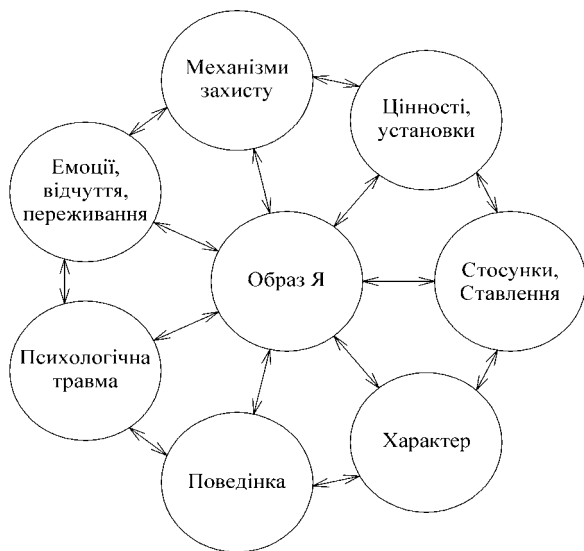 Механізми
захисту
Цінності,
установки
Емоції,
відчуття,
переживання
Образ Я
Стосунки,
Ставлення
Психологічна
травма
Характер
Поведінка